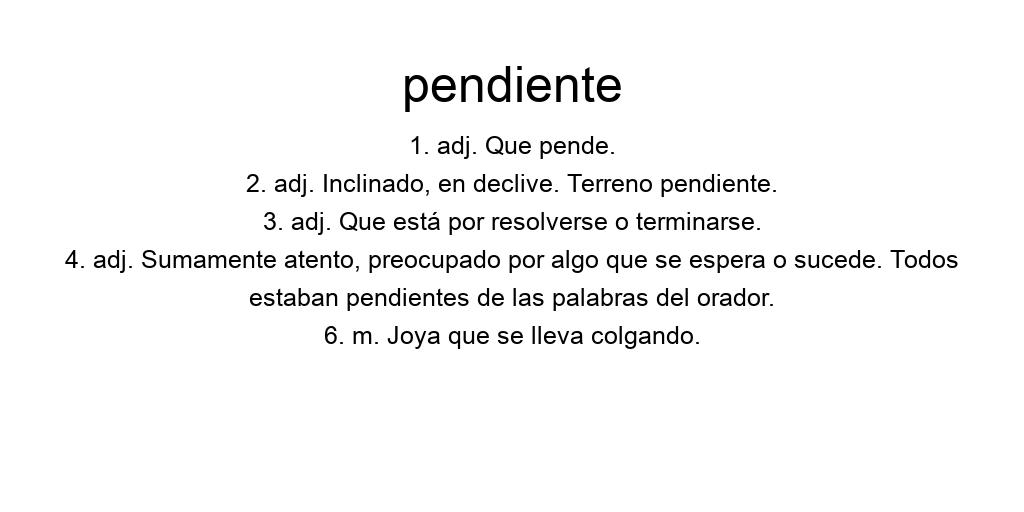 pendiente
1. adj. Que pende.
2. adj. Inclinado, en declive. Terreno pendiente.
3. adj. Que está por resolverse o terminarse.
4. adj. Sumamente atento, preocupado por algo que se espera o sucede. Todos
estaban pendientes de las palabras del orador.
6. m. Joya que se lleva colgando.